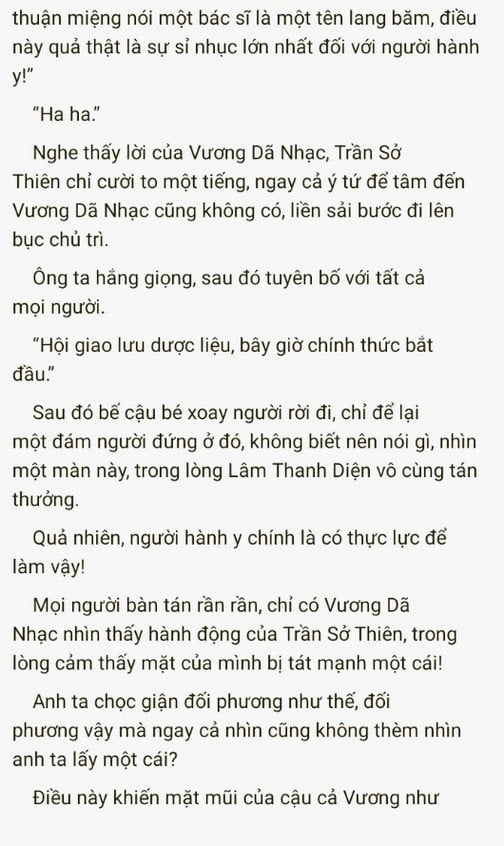 thuận miệng nói một bác sĩ là một tên lang băm, điều
này quả thật là sự sỉ nhục lớn nhất đối với người hành
y!”
“Ha ha.”
Nghe thấy lời của Vương Dã Nhạc, Trần Sở
Thiên chỉ cười to một tiếng, ngay cả ý tứ để tâm đến
Vương Dã Nhạc cũng không có, liền sải bước đi lên
bục chủ trì.
Ông ta hắng giọng, sau đó tuyên bố với tất cả
mọi người.
“Hội giao lưu dược liệu, bây giờ chính thức bắt
đầu.”
Sau đó bế cậu bé xoay người rời đi, chỉ để lại
một đám người đứng ở đó, không biết nên nói gì, nhìn
một màn này, trong lòng Lâm Thanh Diện vô cùng tán
thưởng.
Quả nhiên, người hành y chính là có thực lực để
làm vậy!
Mọi người bàn tán rần rần, chỉ có Vương Dã
Nhạc nhìn thấy hành động của Trần Sở Thiên, trong
lòng cảm thấy mặt của mình bị tát mạnh một cái!
Anh ta chọc giận đối phương như thế, đối
phương vậy mà ngay cả nhìn cũng không thèm nhìn
anh ta lấy một cái?
Điều này khiến mặt mũi của cậu cả Vương như